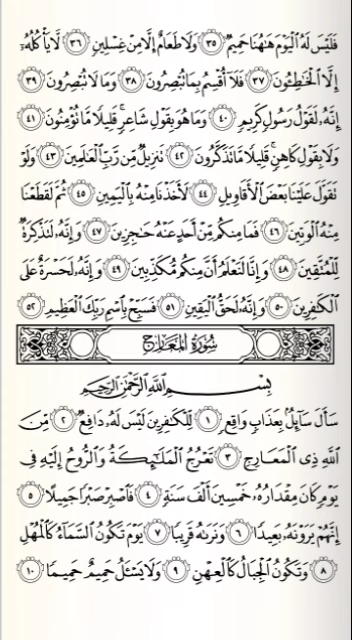 فَلَيْسَ لَهُ ٱلْيَوْمَ هَٰهُنَا حَمِيمٌ ٣٥ وَلَا طَعَامٌ إِلَّا مِنْ غِسْلِينٍ ٣٦ لَّا يَأْكُلُهُۥٓ
إِلَّا ٱلْخَٰطِـُٔونَ ٣٧ فَلَآ أُقْسِمُ بِمَا تُبْصِرُونَ ٣٨ وَمَا لَا تُبْصِرُونَ ٣٩
إِنَّهُۥ لَقَوْلُ رَسُولٍ كَرِيمٍ ٤٠ وَمَا هُوَ بِقَوْلِ شَاعِرٍ ۚ قَلِيلًا مَّا تُؤْمِنُونَ ٤١
وَلَا بِقَوْلِ كَاهِنٍ ۚ قَلِيلًا مَّا تَذَكَّرُونَ ٤٢ تَنزِيلٌ مِّن رَّبِّ ٱلْعَٰلَمِينَ ٤٣ وَلَوْ
تَقَوَّلَ عَلَيْنَا بَعْضَ ٱلْأَقَاوِيلِ ٤٤ لَأَخَذْنَا مِنْهُ بِٱلْيَمِينِ ٤٥ ثُمَّ لَقَطَعْنَا
مِنْهُ ٱلْوَتِينَ ٤٦ فَمَا مِنكُم مِّنْ أَحَدٍ عَنْهُ حَٰجِزِينَ ٤٧ وَإِنَّهُۥ لَتَذْكِرَةٌ
لِّلْمُتَّقِينَ ٤٨ وَإِنَّا لَنَعْلَمُ أَنَّ مِنكُم مُّكَذِّبِينَ ٤٩ وَإِنَّهُۥ لَحَسْرَةٌ عَلَى
ٱلْكَٰفِرِينَ ٥٠ وَإِنَّهُۥ لَحَقُّ ٱلْيَقِينِ ٥١ فَسَبِّحْ بِٱسْمِ رَبِّكَ ٱلْعَظِيمِ ٥٢
سُورَةُ المَعَارِجِ
بِسْمِ ٱللَّهِ ٱلرَّحْمَٰنِ ٱلرَّحِيمِ
سَأَلَ سَآئِلٌۢ بِعَذَابٍ وَاقِعٍ ١ لِّلْكَٰفِرِينَ لَيْسَ لَهُۥ دَافِعٌ ٢ مِّنَ
ٱللَّهِ ذِى ٱلْمَعَارِجِ ٣ تَعْرُجُ ٱلْمَلَٰٓئِكَةُ وَٱلرُّوحُ إِلَيْهِ فِى
يَوْمٍ كَانَ مِقْدَارُهُۥ خَمْسِينَ أَلْفَ سَنَةٍ ٤ فَٱصْبِرْ صَبْرًا جَمِيلًا ٥
إِنَّهُمْ يَرَوْنَهُۥ بَعِيدًا ٦ وَنَرَىٰهُ قَرِيبًا ٧ يَوْمَ تَكُونُ ٱلسَّمَآءُ كَٱلْمُهْلِ
٨ وَتَكُونُ ٱلْجِبَالُ كَٱلْعِهْنِ ٩ وَلَا يَسْـَٔلُ حَمِيمٌ حَمِيمًا ١٠